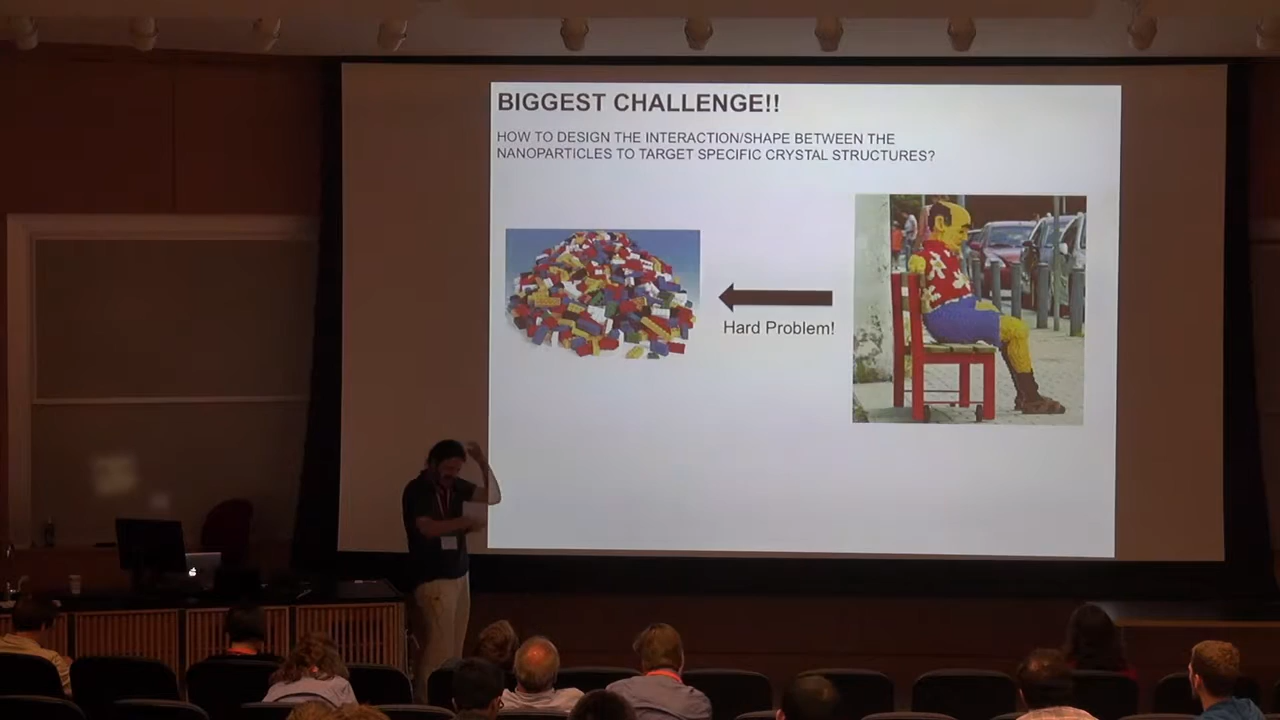 BIGGEST CHALLENGE!!
HOW TO DESIGN THE INTERACTION/SHAPE BETWEEN THE
NANOPARTICLES TO TARGET SPECIFIC CRYSTAL STRUCTURES?
Hard Problem!